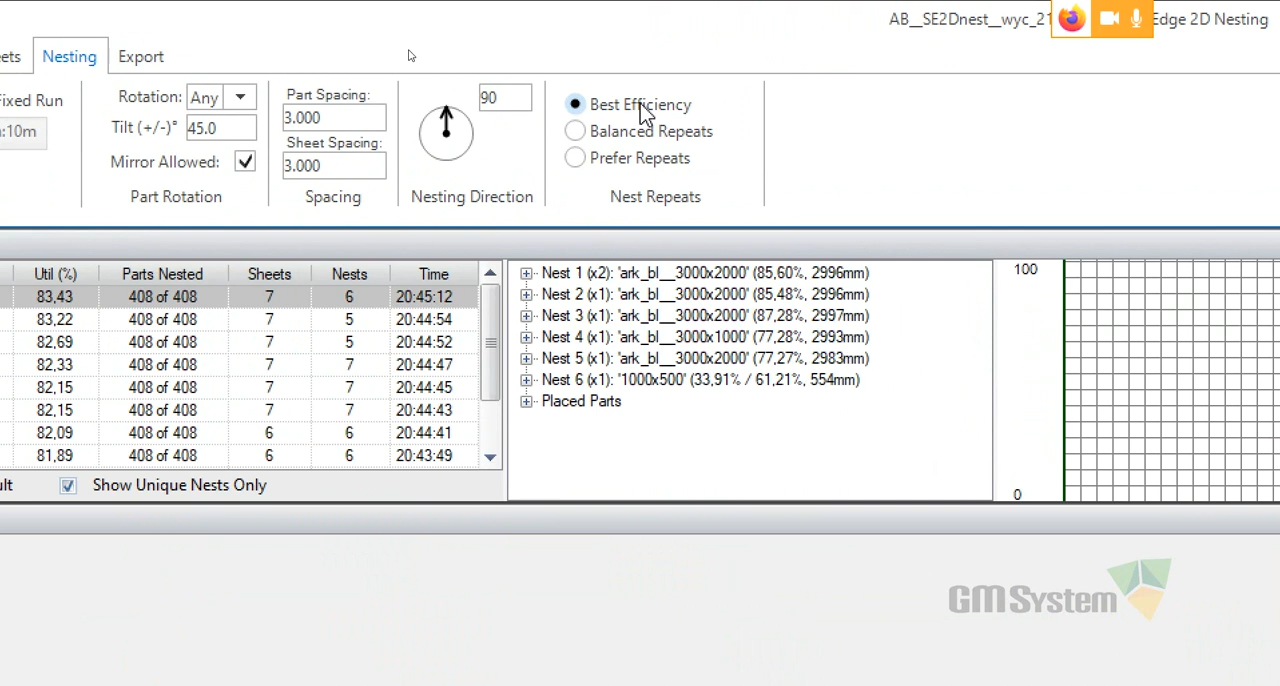 AB__SE2Dnest__wyc_21
Edge 2D Nesting
ets
Nesting
Export
Fixed Run
:10m
Rotation:
Any
Tilt (+/-)°
45.0
Mirror Allowed:
Part Rotation
Part Spacing:
3.000
Sheet Spacing:
3.000
Spacing
90
Nesting Direction
Best Efficiency
Balanced Repeats
Prefer Repeats
Nest Repeats
Util (%) Parts Nested Sheets Nests Time
83,43 408 of 408 7 6 20:45:12
83,22 408 of 408 7 5 20:44:54
82,69 408 of 408 7 5 20:44:52
82,33 408 of 408 7 7 20:44:47
82,15 408 of 408 7 7 20:44:45
82,15 408 of 408 7 7 20:44:43
82,09 408 of 408 6 6 20:44:41
81,89 408 of 408 6 6 20:43:49
ult
Show Unique Nests Only
Nest 1 (x2): 'ark_bl__3000x2000' (85,60%, 2996mm)
Nest 2 (x1): 'ark_bl__3000x2000' (85,48%, 2996mm)
Nest 3 (x1): 'ark_bl__3000x2000' (87,28%, 2997mm)
Nest 4 (x1): 'ark_bl__3000x1000' (77,28%, 2993mm)
Nest 5 (x1): 'ark_bl__3000x2000' (77,27%, 2983mm)
Nest 6 (x1): '1000x500' (33,91% / 61,21%, 554mm)
Placed Parts
100
0
GMSystem